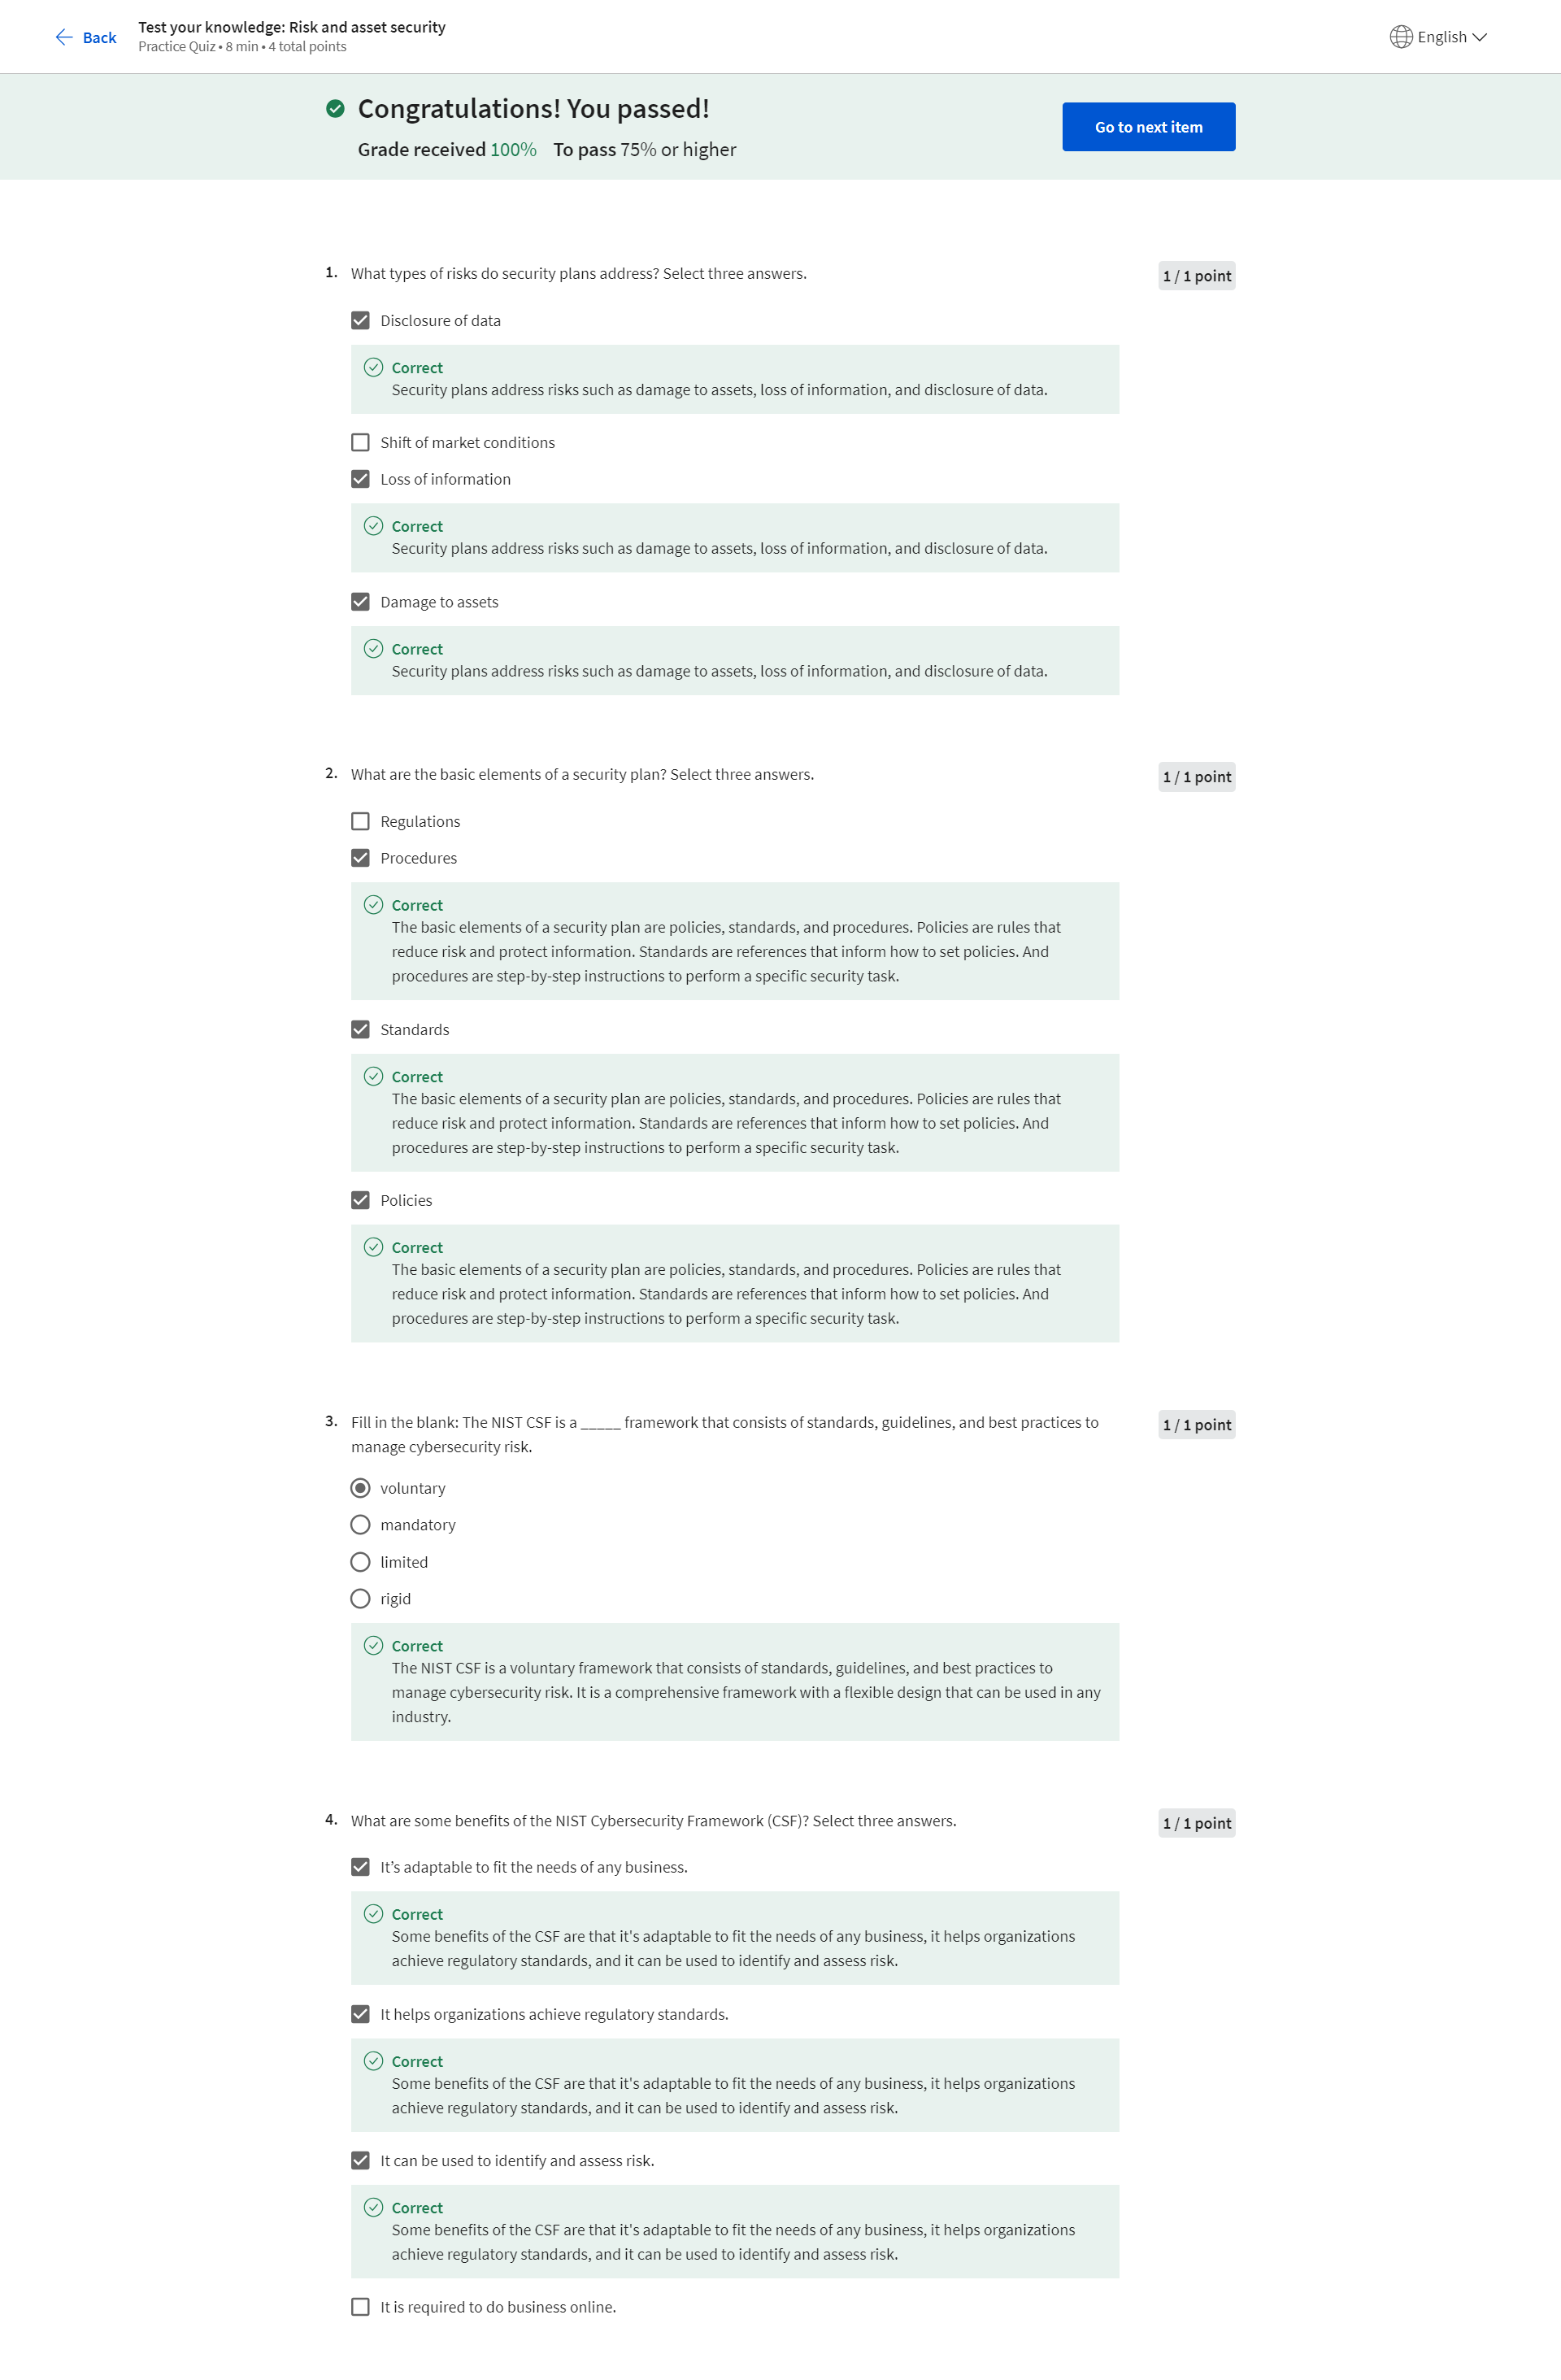 Back
Test your knowledge: Risk and asset security
Practice Quiz • 8 min • 4 total points
English
Congratulations! You passed!
Grade received 100% To pass 75% or higher
Go to next item
1. What types of risks do security plans address? Select three answers.
1 / 1 point
Disclosure of data
Correct
Security plans address risks such as damage to assets, loss of information, and disclosure of data.
Shift of market conditions
Loss of information
Correct
Security plans address risks such as damage to assets, loss of information, and disclosure of data.
Damage to assets
Correct
Security plans address risks such as damage to assets, loss of information, and disclosure of data.
2. What are the basic elements of a security plan? Select three answers.
1 / 1 point
Regulations
Procedures
Correct
The basic elements of a security plan are policies, standards, and procedures. Policies are rules that
reduce risk and protect information. Standards are references that inform how to set policies. And
procedures are step-by-step instructions to perform a specific security task.
Standards
Correct
The basic elements of a security plan are policies, standards, and procedures. Policies are rules that
reduce risk and protect information. Standards are references that inform how to set policies. And
procedures are step-by-step instructions to perform a specific security task.
Policies
Correct
The basic elements of a security plan are policies, standards, and procedures. Policies are rules that
reduce risk and protect information. Standards are references that inform how to set policies. And
procedures are step-by-step instructions to perform a specific security task.
3. Fill in the blank: The NIST CSF is a _____ framework that consists of standards, guidelines, and best practices to
manage cybersecurity risk.
1 / 1 point
voluntary
mandatory
limited
rigid
Correct
The NIST CSF is a voluntary framework that consists of standards, guidelines, and best practices to
manage cybersecurity risk. It is a comprehensive framework with a flexible design that can be used in any
industry.
4. What are some benefits of the NIST Cybersecurity Framework (CSF)? Select three answers.
1 / 1 point
It’s adaptable to fit the needs of any business.
Correct
Some benefits of the CSF are that it's adaptable to fit the needs of any business, it helps organizations
achieve regulatory standards, and it can be used to identify and assess risk.
It helps organizations achieve regulatory standards.
Correct
Some benefits of the CSF are that it's adaptable to fit the needs of any business, it helps organizations
achieve regulatory standards, and it can be used to identify and assess risk.
It can be used to identify and assess risk.
Correct
Some benefits of the CSF are that it's adaptable to fit the needs of any business, it helps organizations
achieve regulatory standards, and it can be used to identify and assess risk.
It is required to do business online.